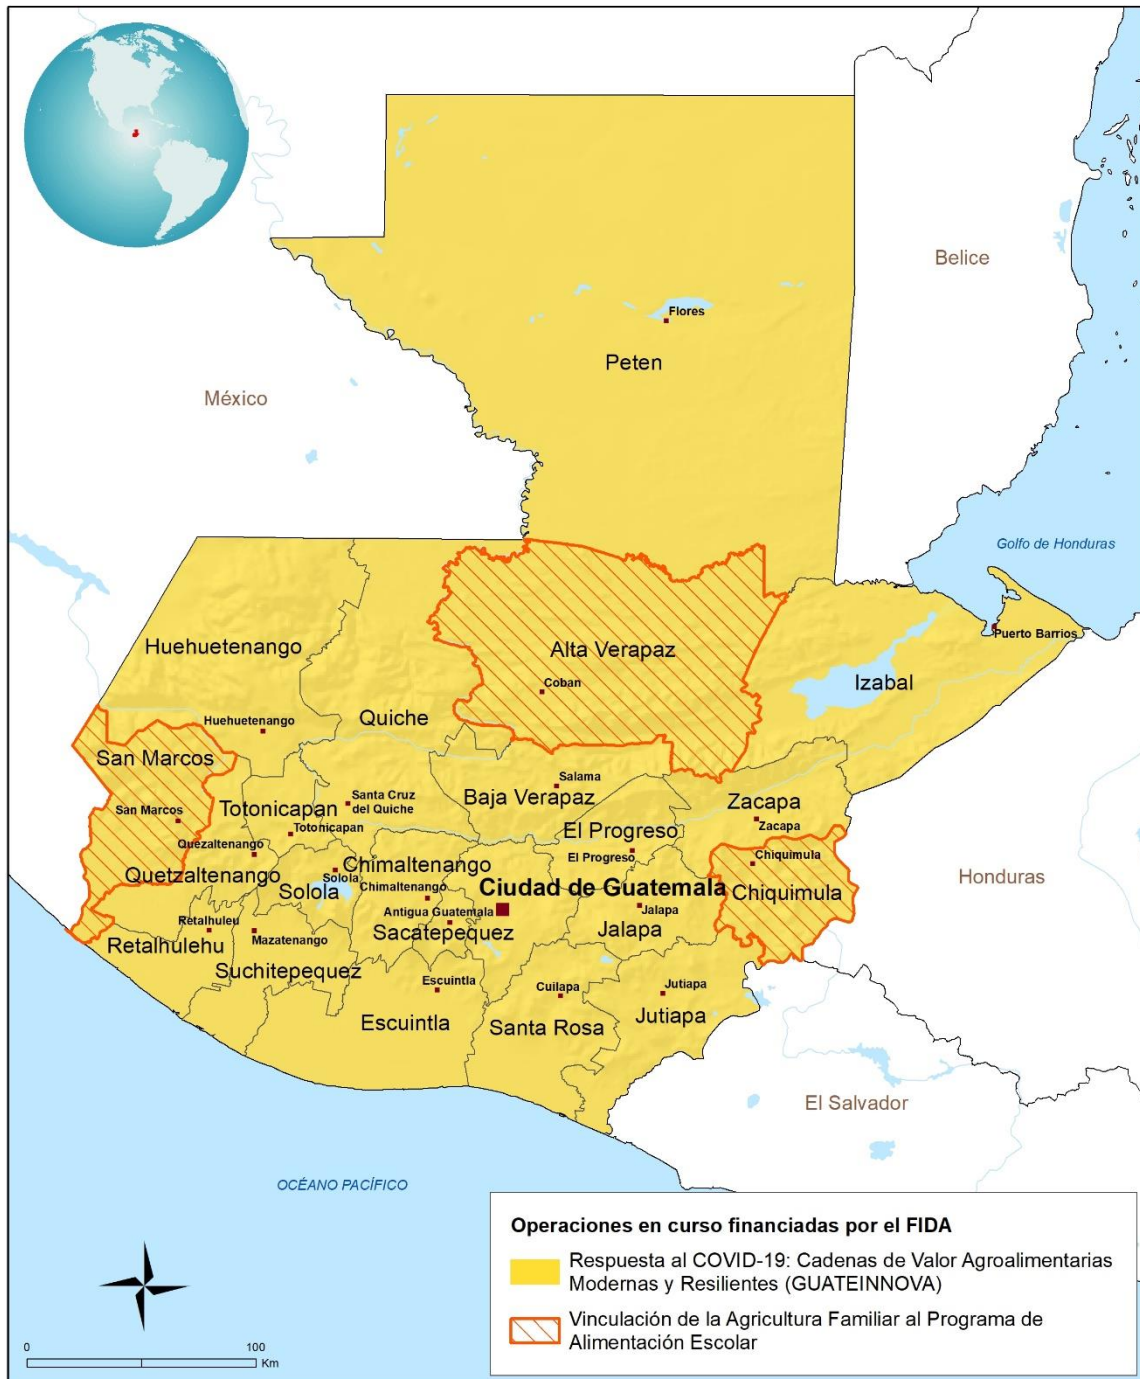 Belice
Flores
Peten
México
Golfo de Honduras
Puerto Barrios
Huehuetenango
Alta Verapaz
Coban
Izabal
Quiche
Huehuetenango
San Marcos
San Marcos
Totonicapan
Totonicapan
Santa Cruz
del Quiche
Salama
Baja Verapaz
Zacapa
Zacapa
El Progreso
El Progreso
Quezaltenango
Quetzaltenango
Chimaltenango
Chimaltenango
Solola
Solola
Ciudad de Guatemala
Chiquimula
Chiquimula
Honduras
Antigua Guatemala
Sacatepequez
Jalapa
Jalapa
Retalhuleu
Retalhulehu
Mazatenango
Suchitepequez
Escuintla
Escuintla
Cuilapa
Santa Rosa
Jutiapa
Jutiapa
El Salvador
OCÉANO PACÍFICO
Operaciones en curso financiadas por el FIDA
Respuesta al COVID-19: Cadenas de Valor Agroalimentarias
Modernas y Resilientes (GUATEINNOVA)
Vinculación de la Agricultura Familiar al Programa de
Alimentación Escolar
0 100
Km